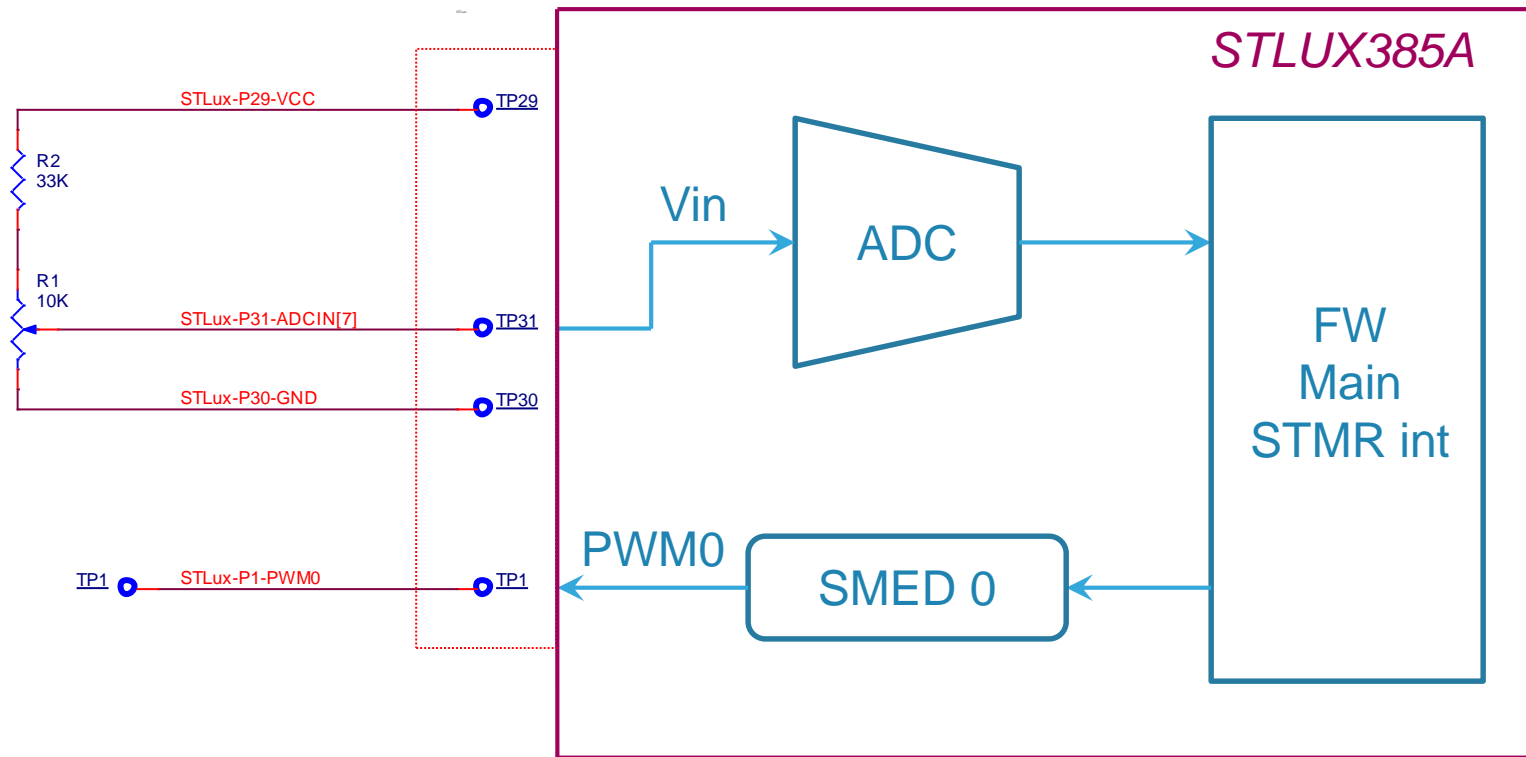 STLUX385A
STLux-P29-VCC
TP29
R2
33K
Vin
ADC
R1
10K
STLux-P31-ADCIN[7]
TP31
FW
Main
STMR int
STLux-P30-GND
TP30
PWM0
TP1
STLux-P1-PWM0
TP1
SMED 0